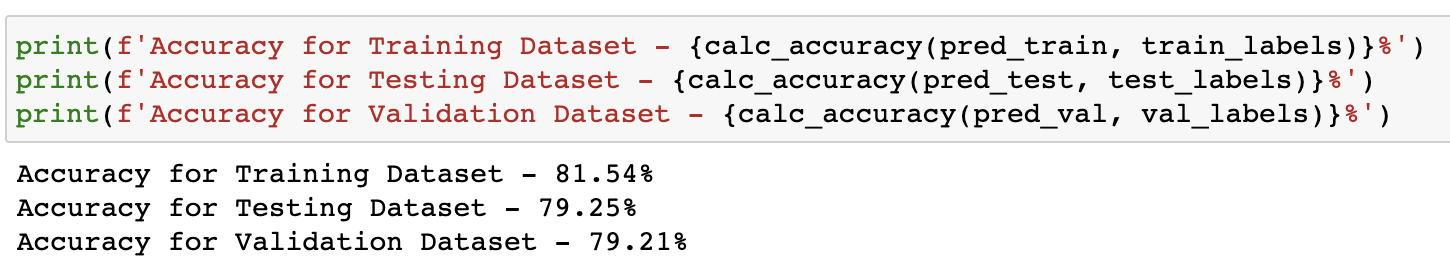 print(f'Accuracy for Training Dataset - {calc_accuracy(pred_train, train_labels)}%')
print(f'Accuracy for Testing Dataset - {calc_accuracy(pred_test, test_labels)}%')
print(f'Accuracy for Validation Dataset - {calc_accuracy(pred_val, val_labels)}%')
Accuracy for Training Dataset - 81.54%
Accuracy for Testing Dataset - 79.25%
Accuracy for Validation Dataset - 79.21%